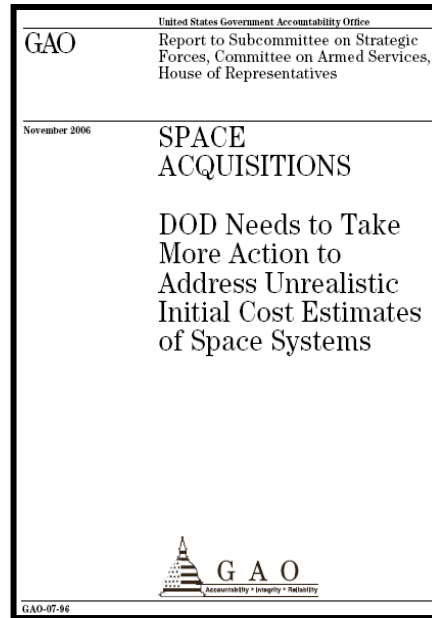 United States Government Accountability Office
GAO
Report to Subcommittee on Strategic
Forces, Committee on Armed Services,
House of Representatives
November 2006
SPACE
ACQUISITIONS
DOD Needs to Take
More Action to
Address Unrealistic
Initial Cost Estimates
of Space Systems
G A O
Accountability * Integrity * Reliability
GAO-07-96